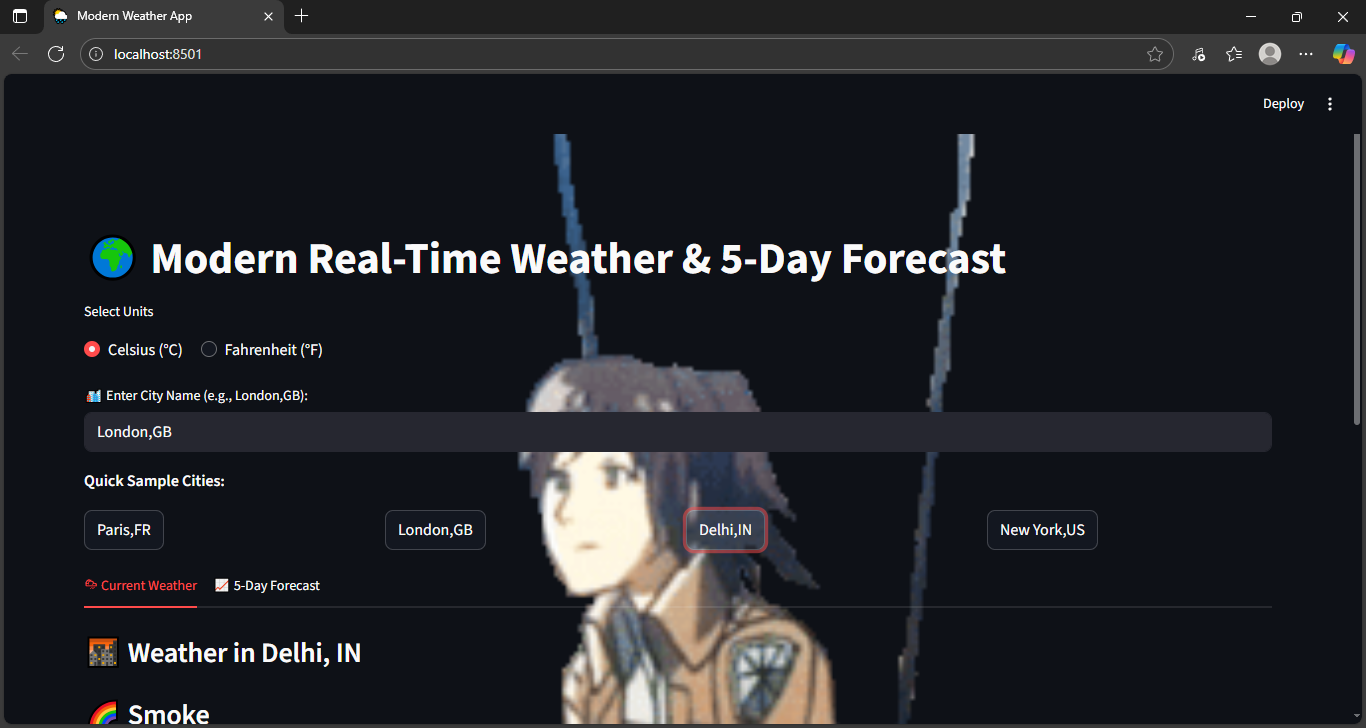 Modern Weather App
localhost:8501
Deploy
Modern Real-Time Weather & 5-Day Forecast
Select Units
Celsius (°C) Fahrenheit (°F)
Enter City Name (e.g., London,GB):
London,GB
Quick Sample Cities:
Paris,FR London,GB Delhi,IN New York,US
Current Weather 5-Day Forecast
Weather in Delhi, IN
Smoke